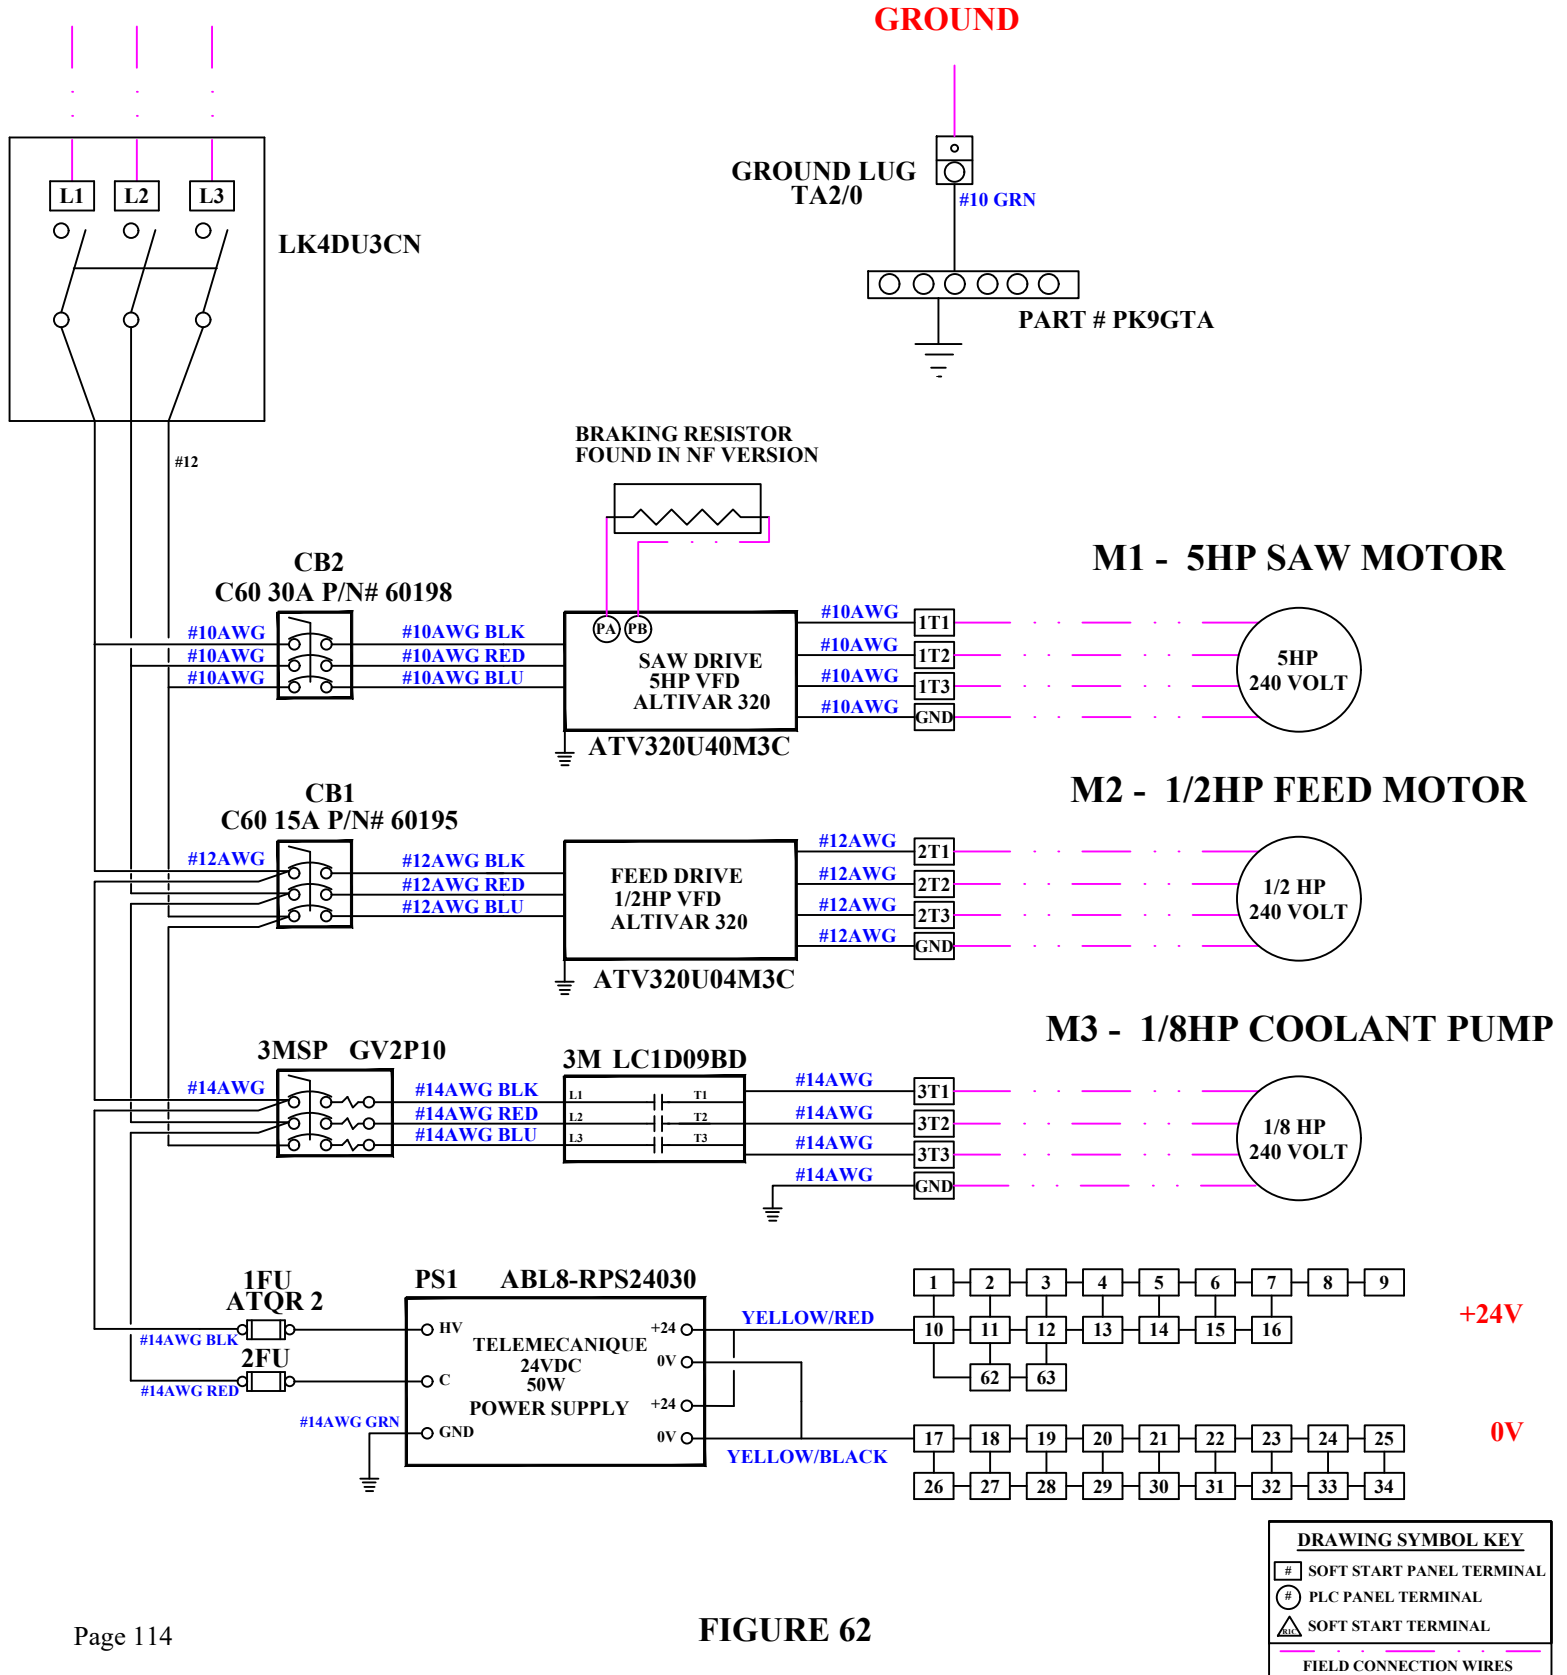 GROUND
L1 L2 L3
LK4DU3CN
GROUND LUG
TA2/0
#10 GRN
PART # PK9GTA
#12
BRAKING RESISTOR
FOUND IN NF VERSION
M1 - 5HP SAW MOTOR
CB2
C60 30A P/N# 60198
#10AWG
#10AWG
#10AWG
#10AWG BLK
#10AWG RED
#10AWG BLU
PA PB
SAW DRIVE
5HP VFD
ALTIVAR 320
ATV320U40M3C
#10AWG
#10AWG
#10AWG
#10AWG
1T1
1T2
1T3
GND
5HP
240 VOLT
M2 - 1/2HP FEED MOTOR
CB1
C60 15A P/N# 60195
#12AWG
#12AWG BLK
#12AWG RED
#12AWG BLU
FEED DRIVE
1/2HP VFD
ALTIVAR 320
ATV320U04M3C
#12AWG
#12AWG
#12AWG
#12AWG
2T1
2T2
2T3
GND
1/2 HP
240 VOLT
M3 - 1/8HP COOLANT PUMP
3MSP GV2P10
#14AWG
#14AWG BLK
#14AWG RED
#14AWG BLU
3M LC1D09BD
L1 T1
L2 T2
L3 T3
#14AWG
#14AWG
#14AWG
#14AWG
3T1
3T2
3T3
GND
1/8 HP
240 VOLT
1FU
ATQR 2
#14AWG BLK
2FU
#14AWG RED
#14AWG GRN
PS1 ABL8-RPS24030
HV
C
GND
TELEMECANIQUE
24VDC
50W
POWER SUPPLY
+24
0V
+24
0V
YELLOW/RED
YELLOW/BLACK
1 2 3 4 5 6 7 8 9
10 11 12 13 14 15 16
62 63
+24V
17 18 19 20 21 22 23 24 25
26 27 28 29 30 31 32 33 34
0V
DRAWING SYMBOL KEY
# SOFT START PANEL TERMINAL
# PLC PANEL TERMINAL
RIC SOFT START TERMINAL
FIELD CONNECTION WIRES
Page 114
FIGURE 62